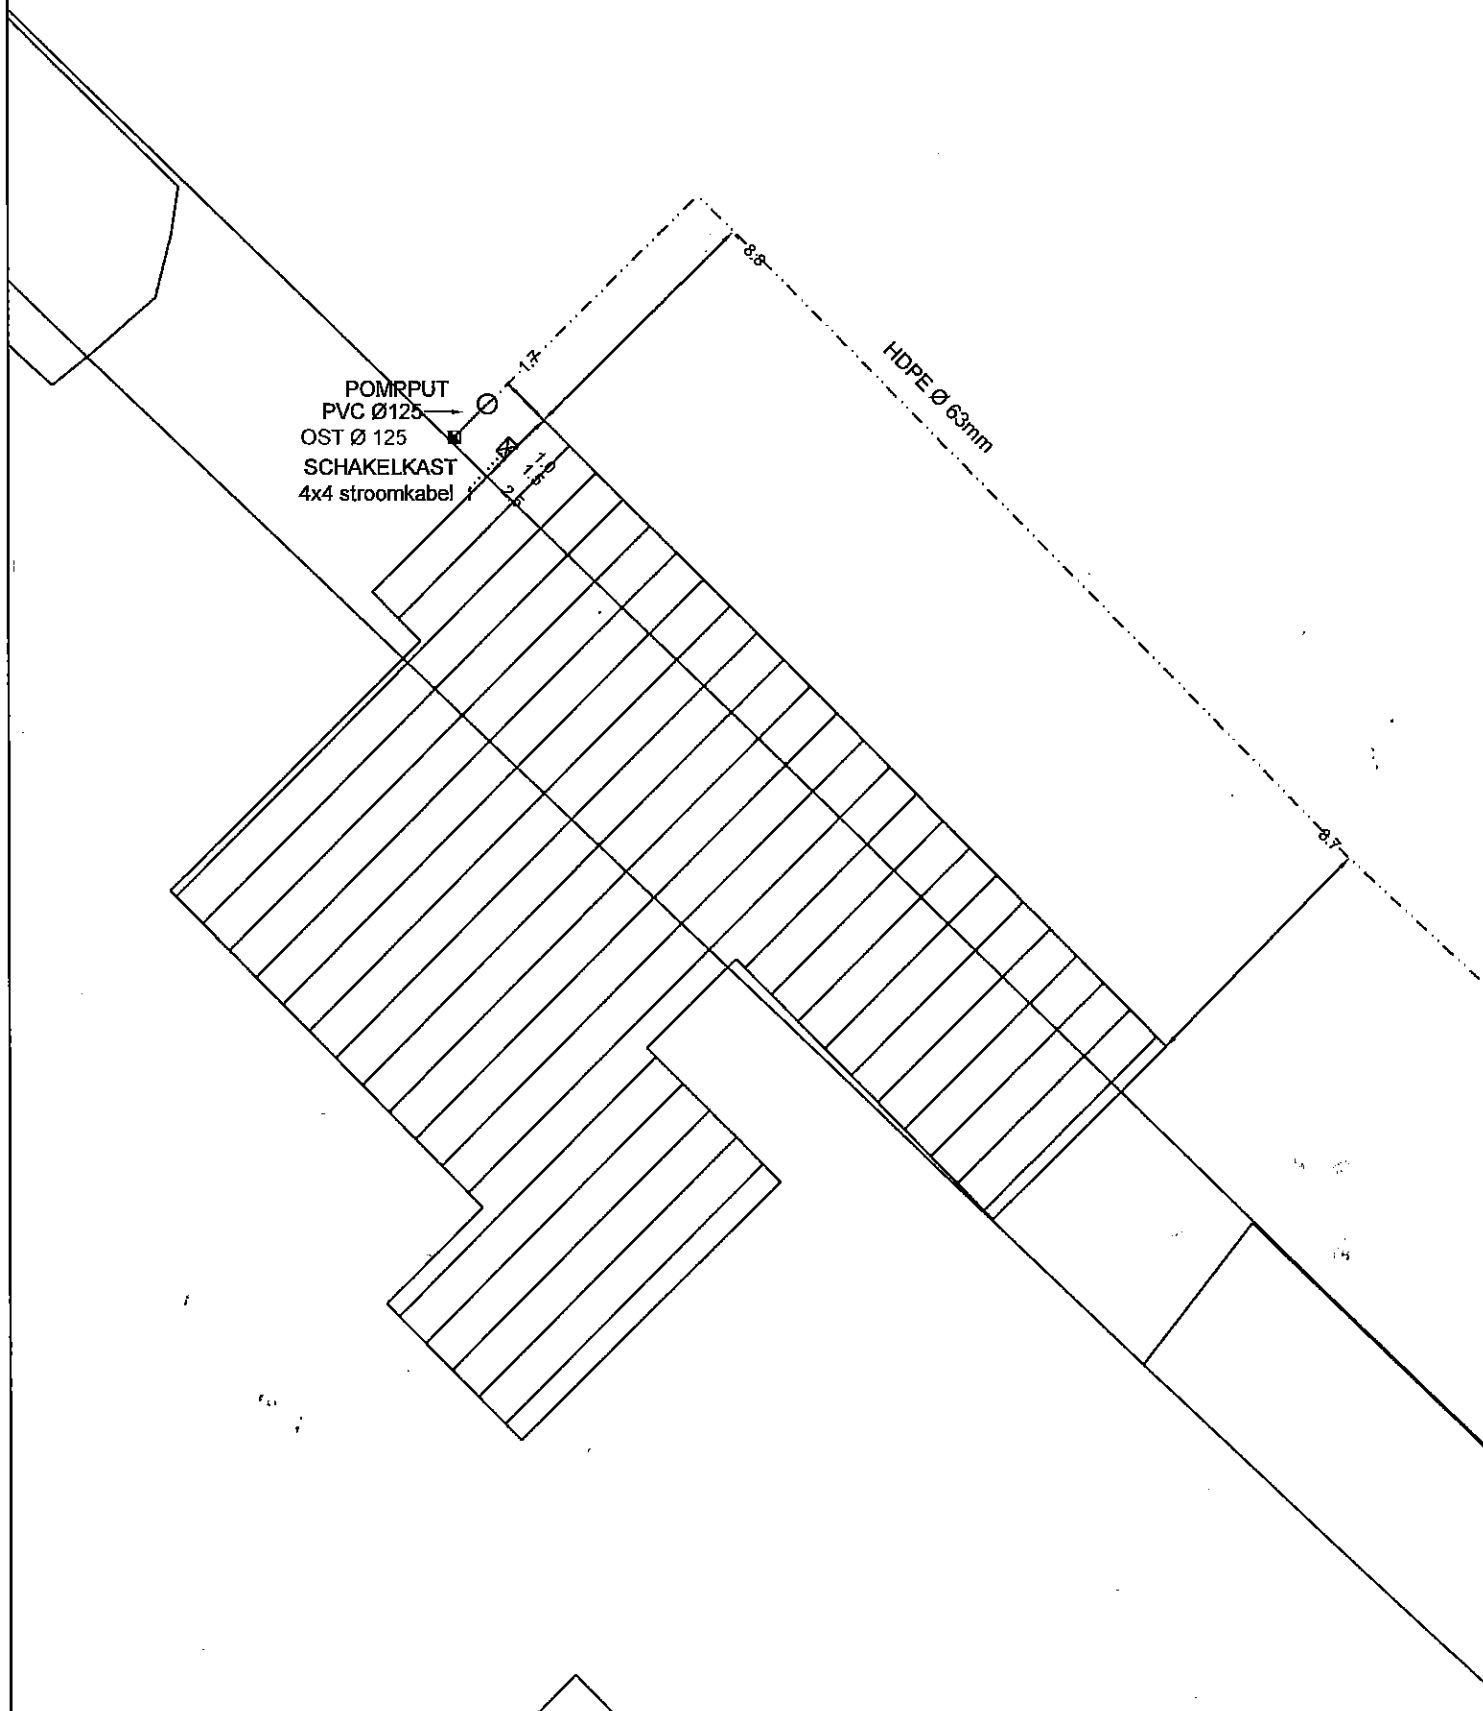 8.8
1.7
HDPE Ø 63mm
POMPPUT
PVC Ø125
OST Ø 125
SCHAKELKAST
4x4 stroomkabel
1.0
1.5
2.5
8.7